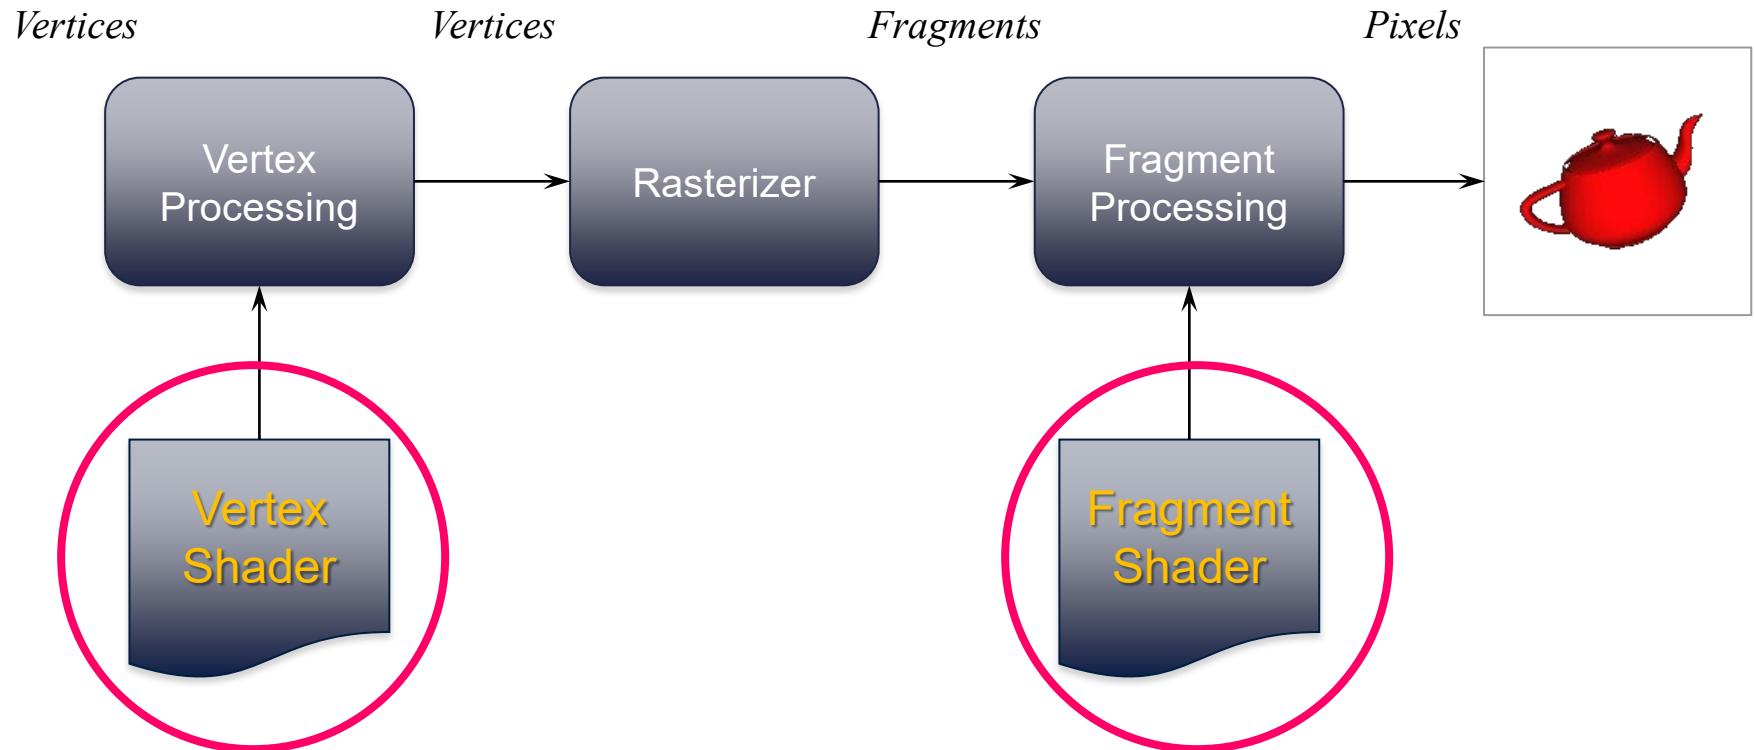 Vertices
Vertices
Fragments
Pixels
Vertex
Processing
Rasterizer
Fragment
Processing
Vertex
Shader
Fragment
Shader